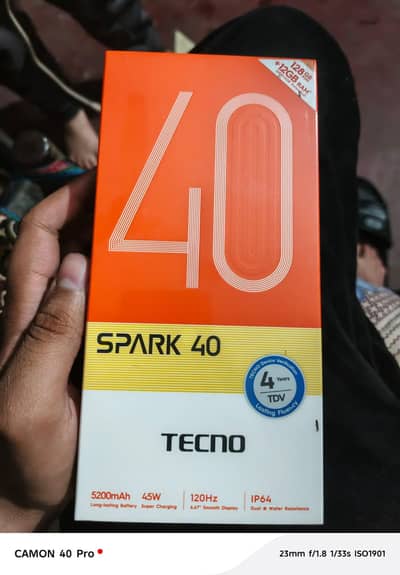 128GB
+12GB RAM*
40
SPARK 40
4 Years
TDV
Lasting Fluency
TECNO
5200mAh
Long-lasting Battery
45W
Super Charging
120Hz
6.67" Smooth Display
IP64
Dust & Water Resistance
CAMON 40 Pro
23mm f/1.8 1/33s ISO1901